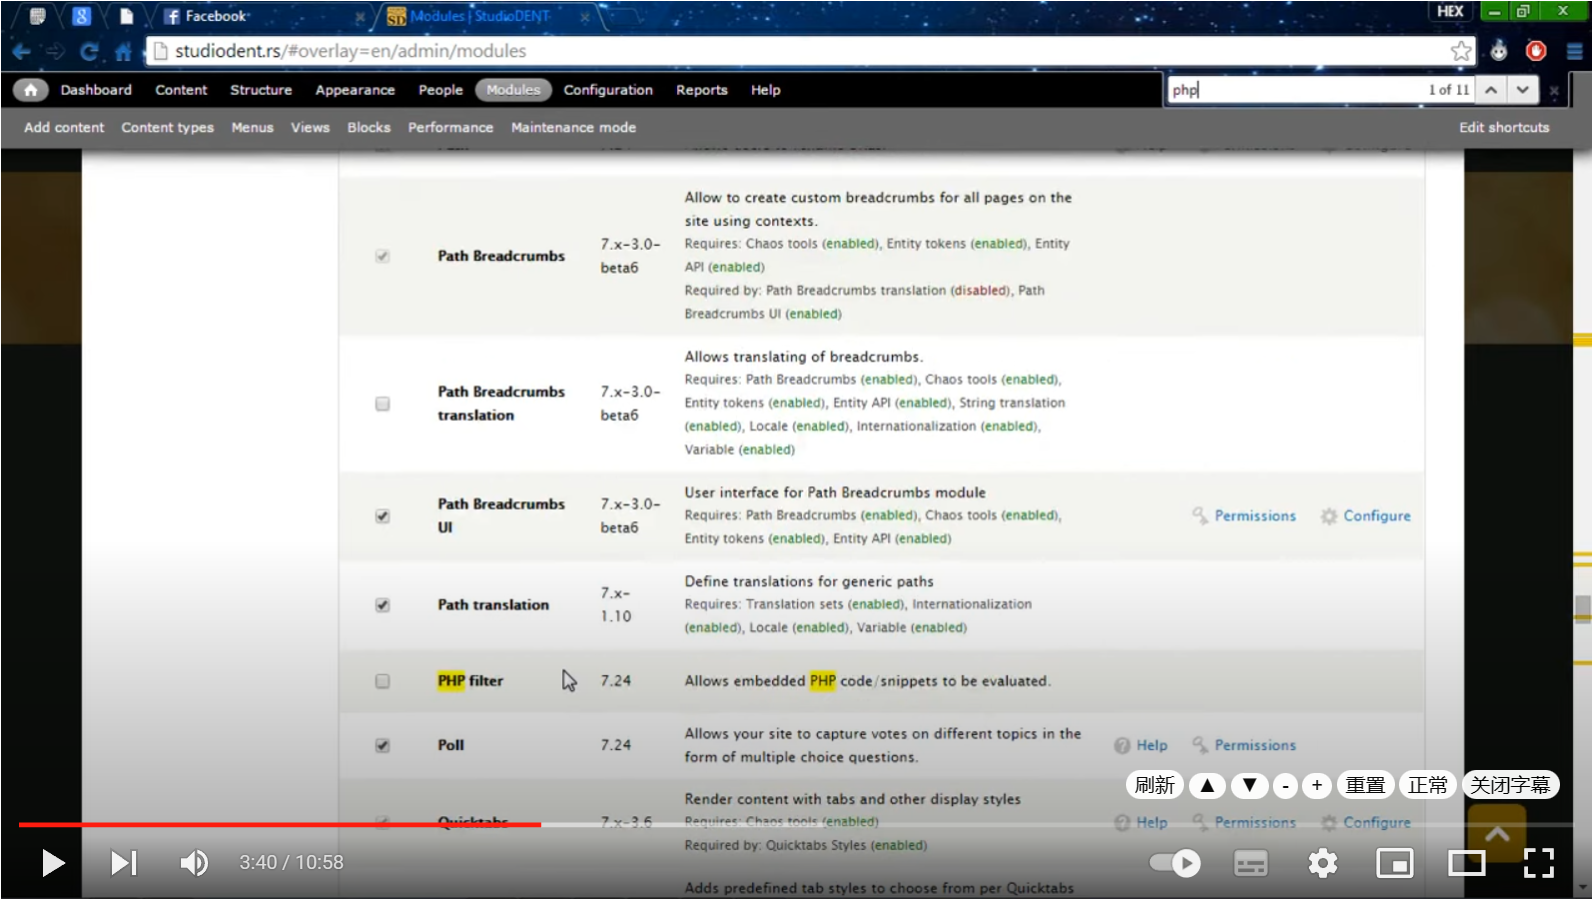 Facebook
Modules | StudioDENT
HEX
studiodent.rs/#overlay=en/admin/modules
Dashboard Content Structure Appearance People Modules Configuration Reports Help
php 1 of 11
Add content Content types Menus Views Blocks Performance Maintenance mode Edit shortcuts
Path Breadcrumbs
7.x-3.0-
beta6
Allow to create custom breadcrumbs for all pages on the
site using contexts.
Requires: Chaos tools (enabled), Entity tokens (enabled), Entity
API (enabled)
Required by: Path Breadcrumbs translation (disabled), Path
Breadcrumbs UI (enabled)
Path Breadcrumbs
translation
7.x-3.0-
beta6
Allows translating of breadcrumbs.
Requires: Path Breadcrumbs (enabled), Chaos tools (enabled),
Entity tokens (enabled), Entity API (enabled), String translation
(enabled), Locale (enabled), Internationalization (enabled),
Variable (enabled)
Path Breadcrumbs
UI
7.x-3.0-
beta6
User interface for Path Breadcrumbs module
Requires: Path Breadcrumbs (enabled), Chaos tools (enabled),
Entity tokens (enabled), Entity API (enabled)
Permissions Configure
Path translation
7.x-
1.10
Define translations for generic paths
Requires: Translation sets (enabled), Internationalization
(enabled), Locale (enabled), Variable (enabled)
PHP filter 7.24 Allows embedded PHP code/snippets to be evaluated.
Poll 7.24
Allows your site to capture votes on different topics in the
form of multiple choice questions.
Help Permissions
刷新 ▲ ▼ - + 重置 正常 关闭字幕
Quicktabs 7.x-3.6
Render content with tabs and other display styles
Requires: Chaos tools (enabled)
Required by: Quicktabs Styles (enabled)
Help Permissions Configure
3:40 / 10:58
Adds predefined tab styles to choose from per Quicktabs